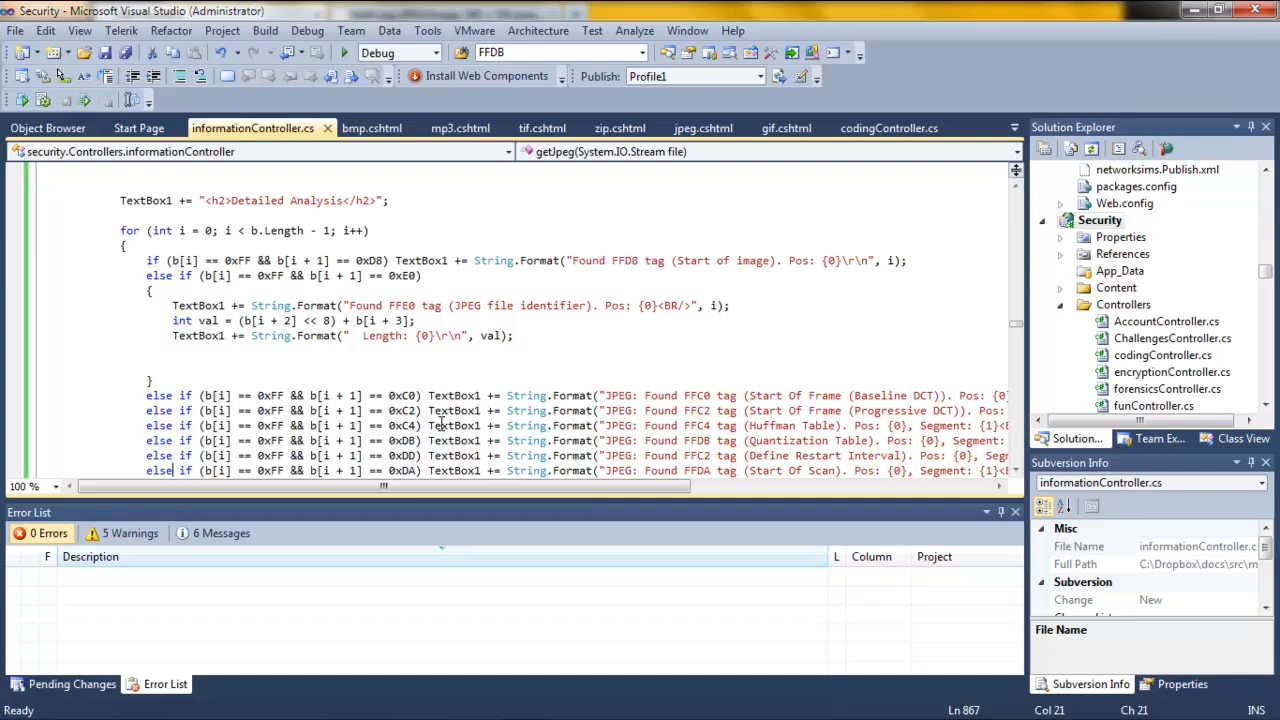 Security - Microsoft Visual Studio (Administrator)
File Edit View Telerik Refactor Project Build Debug Team Data Tools VMware Architecture Test Analyze Window Help
Debug FFDB
Install Web Components Publish: Profile1
Object Browser Start Page informationController.cs bmp.cshtml mp3.cshtml tif.cshtml zip.cshtml jpeg.cshtml gif.cshtml codingController.cs
security.Controllers.informationController getJpeg(System.IO.Stream file)
TextBox1 += "<h2>Detailed Analysis</h2>";
for (int i = 0; i < b.Length - 1; i++)
{
if (b[i] == 0xFF && b[i + 1] == 0xD8) TextBox1 += String.Format("Found FFD8 tag (Start of image). Pos: {0}\r\n", i);
else if (b[i] == 0xFF && b[i + 1] == 0xE0)
{
TextBox1 += String.Format("Found FFE0 tag (JPEG file identifier). Pos: {0}<BR/>", i);
int val = (b[i + 2] << 8) + b[i + 3];
TextBox1 += String.Format("  Length: {0}\r\n", val);
}
else if (b[i] == 0xFF && b[i + 1] == 0xC0) TextBox1 += String.Format("JPEG: Found FFC0 tag (Start Of Frame (Baseline DCT)). Pos: {0}
else if (b[i] == 0xFF && b[i + 1] == 0xC2) TextBox1 += String.Format("JPEG: Found FFC2 tag (Start Of Frame (Progressive DCT)). Pos:
else if (b[i] == 0xFF && b[i + 1] == 0xC4) TextBox1 += String.Format("JPEG: Found FFC4 tag (Huffman Table). Pos: {0}, Segment: {1}<B
else if (b[i] == 0xFF && b[i + 1] == 0xDB) TextBox1 += String.Format("JPEG: Found FFDB tag (Quantization Table). Pos: {0}, Segment:
else if (b[i] == 0xFF && b[i + 1] == 0xDD) TextBox1 += String.Format("JPEG: Found FFC2 tag (Define Restart Interval). Pos: {0}, Segm
else if (b[i] == 0xFF && b[i + 1] == 0xDA) TextBox1 += String.Format("JPEG: Found FFDA tag (Start Of Scan). Pos: {0}, Segment: {1}<B
100 %
Error List
0 Errors 5 Warnings 6 Messages
F Description L Column Project
Pending Changes Error List
Solution Explorer
networksims.Publish.xml
packages.config
Web.config
Security
Properties
References
App_Data
Content
Controllers
AccountController.cs
ChallengesController.cs
codingController.cs
encryptionController.cs
forensicsController.cs
funController.cs
Solution... Team Ex... Class View
Subversion Info
informationController.cs
Misc
File Name informationController.c
Full Path C:\Dropbox\docs\src\m
Subversion
Change New
File Name
Subversion Info Properties
Ready Ln 867 Col 21 Ch 21 INS